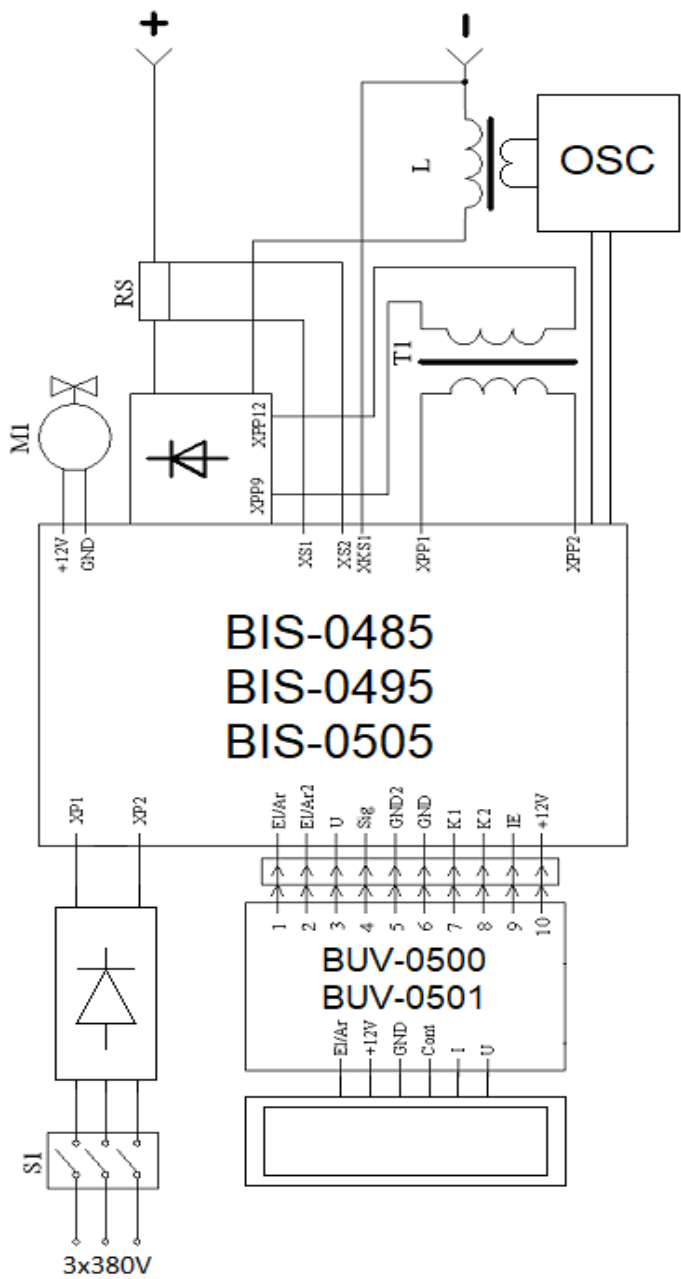 +
-
L
OSC
RS
T1
M1
XPP12
XPP9
+12V
GND
XS1
XS2
XKS1
XPP1
XPP2
BIS-0485
BIS-0495
BIS-0505
XP1
XP2
El/Ar
El/Ar2
U
Sig
GND2
GND
K1
K2
IE
+12V
1
2
3
4
5
6
7
8
9
10
BUV-0500
BUV-0501
El/Ar
+12V
GND
Cont
I
U
S1
3x380V